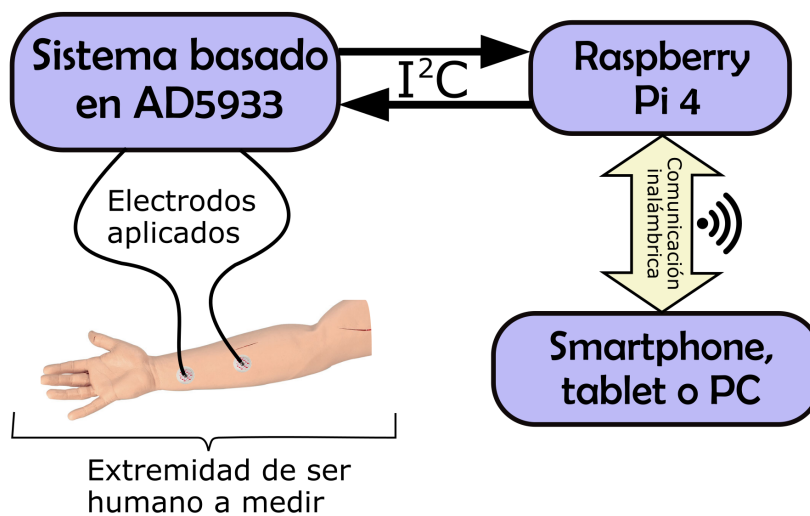 Sistema basado
en AD5933
I²C
Raspberry
Pi 4
Electrodos
aplicados
Comunicación
inalámbrica
Smartphone,
tablet o PC
Extremidad de ser
humano a medir